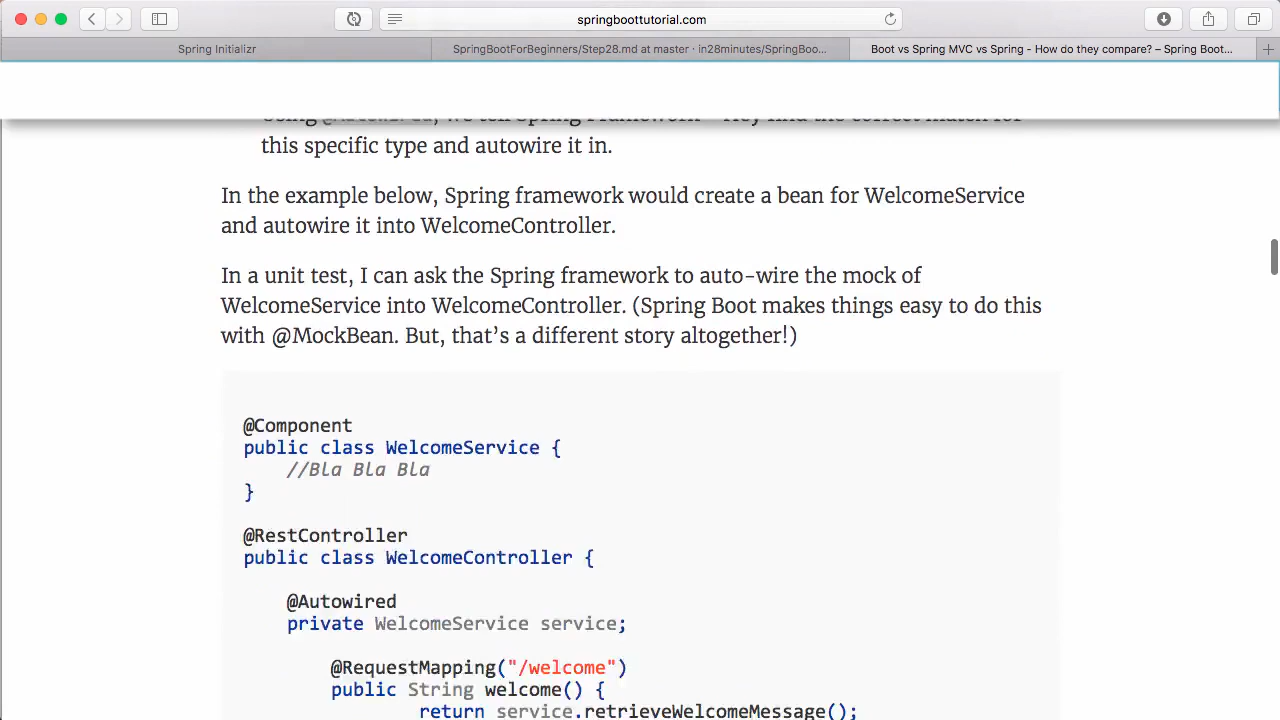 springboottutorial.com
Spring Initializr
SpringBootForBeginners/Step28.md at master · in28minutes/SpringBoo...
Boot vs Spring MVC vs Spring - How do they compare? – Spring Boot...
this specific type and autowire it in.
In the example below, Spring framework would create a bean for WelcomeService
and autowire it into WelcomeController.
In a unit test, I can ask the Spring framework to auto-wire the mock of
WelcomeService into WelcomeController. (Spring Boot makes things easy to do this
with @MockBean. But, that’s a different story altogether!)
@Component
public class WelcomeService {
//Bla Bla Bla
}
@RestController
public class WelcomeController {
@Autowired
private WelcomeService service;
@RequestMapping("/welcome")
public String welcome() {
return service.retrieveWelcomeMessage();